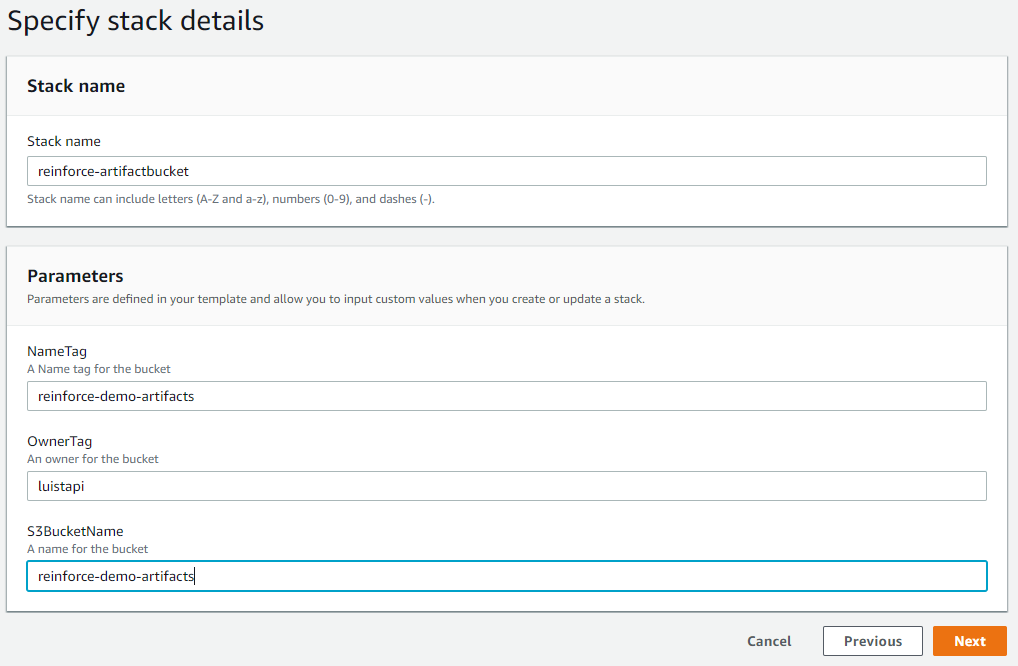 Specify stack details
Stack name
Stack name
reinforce-artifactbucket
Stack name can include letters (A-Z and a-z), numbers (0-9), and dashes (-).
Parameters
Parameters are defined in your template and allow you to input custom values when you create or update a stack.
NameTag
A Name tag for the bucket
reinforce-demo-artifacts
OwnerTag
An owner for the bucket
luistapi
S3BucketName
A name for the bucket
reinforce-demo-artifacts
Cancel Previous Next